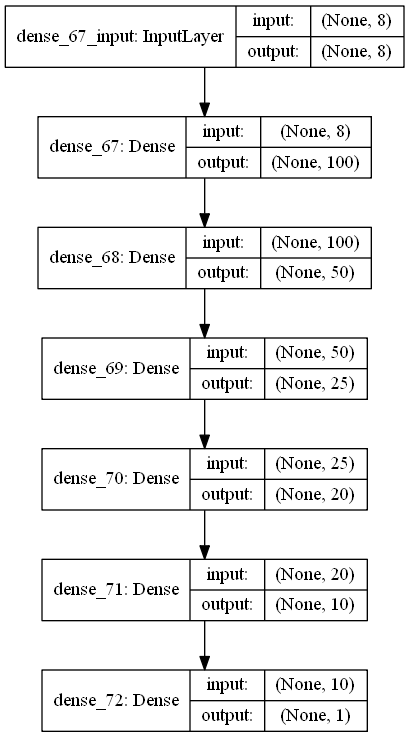 dense_67_input: InputLayer
input: (None, 8)
output: (None, 8)
dense_67: Dense
input: (None, 8)
output: (None, 100)
dense_68: Dense
input: (None, 100)
output: (None, 50)
dense_69: Dense
input: (None, 50)
output: (None, 25)
dense_70: Dense
input: (None, 25)
output: (None, 20)
dense_71: Dense
input: (None, 20)
output: (None, 10)
dense_72: Dense
input: (None, 10)
output: (None, 1)